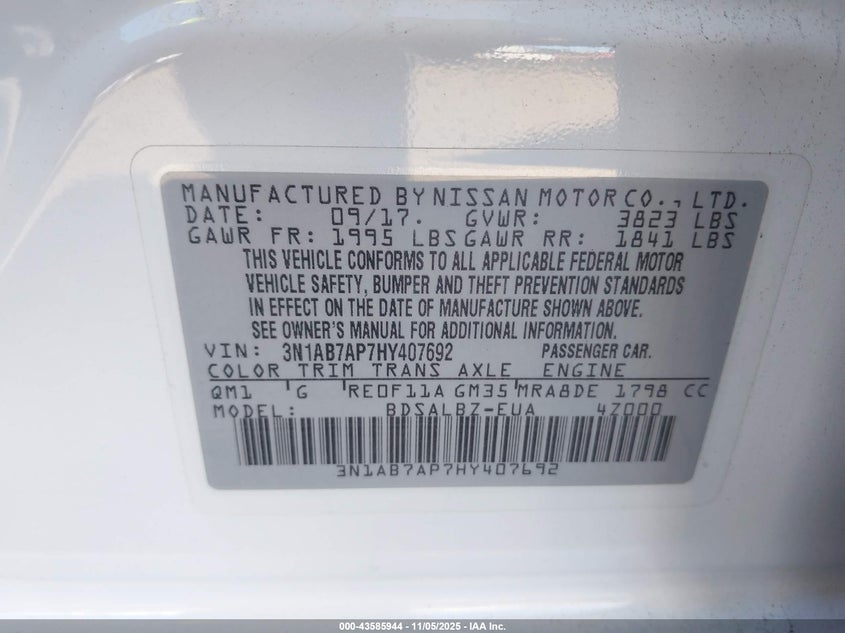 MANUFACTURED BY NISSAN MOTOR CO., LTD.
DATE: 09/17. GVWR: 3823 LBS
GAWR FR: 1995 LBS GAWR RR: 1841 LBS
THIS VEHICLE CONFORMS TO ALL APPLICABLE FEDERAL MOTOR
VEHICLE SAFETY, BUMPER AND THEFT PREVENTION STANDARDS
IN EFFECT ON THE DATE OF MANUFACTURE SHOWN ABOVE.
SEE OWNER'S MANUAL FOR ADDITIONAL INFORMATION.
VIN: 3N1AB7AP7HY407692 PASSENGER CAR.
COLOR TRIM TRANS AXLE ENGINE
QM1 G RE0F11A GM35 MRA8DE 1798 CC
MODEL: BDSALBZ-EUA 4Z000
3N1AB7AP7HY407692
000-43585944 - 11/05/2025 - IAA Inc.